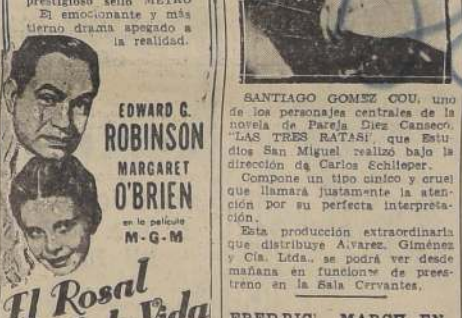 prestigioso sello METRO
El emocionante y más
tierno drama apegado a
la realidad.
EDWARD G.
ROBINSON
MARGARET
O'BRIEN
en la película
M-G-M
El Rosal
Vida
SANTIAGO GOMEZ COU, uno
de los personajes centrales de la
novela de Pareja Diez Canseco,
"LAS TRES RATAS", que Estu-
dios San Miguel realizó bajo la
dirección de Carlos Schlieper.
Compone un tipo cínico y cruel
que llamará justamente la aten-
ción por su perfecta interpreta-
ción.
Esta producción extraordinaria
que distribuye Alvarez, Giménez
y Cía. Ltda., se podrá ver desde
mañana en funciones de prees-
treno en la Sala Cervantes.
MARCH EN